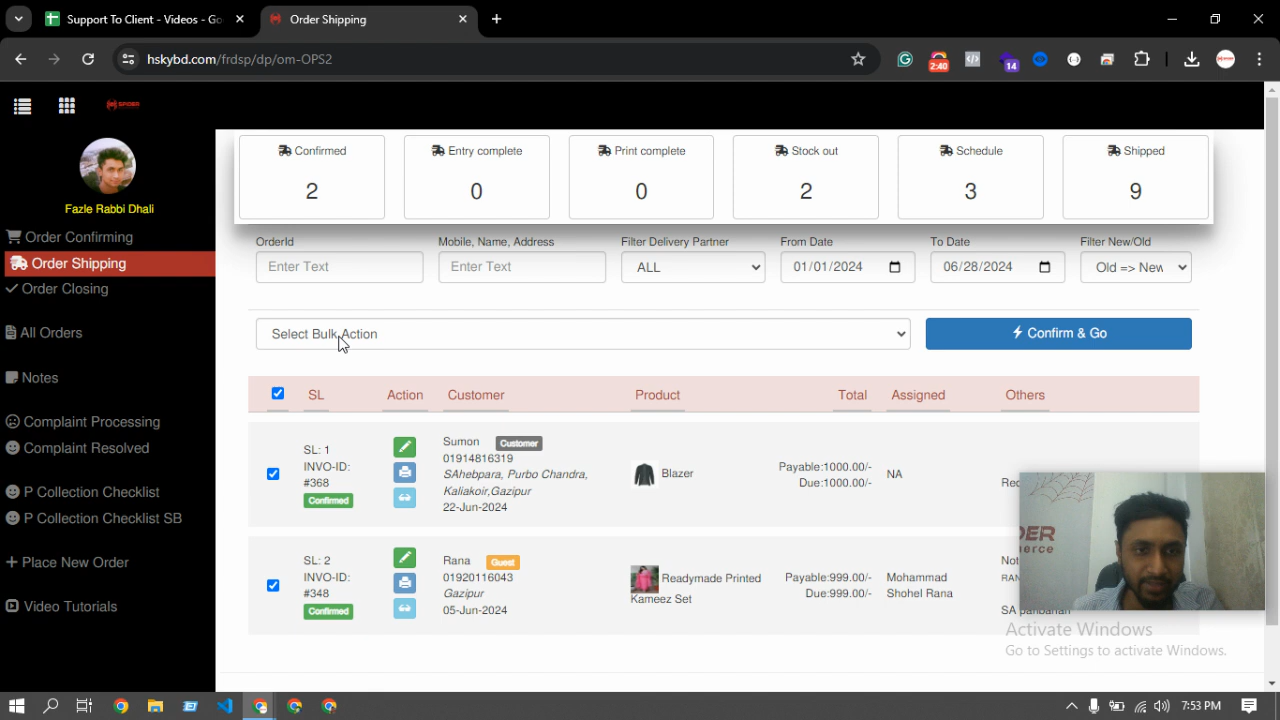 Support To Client - Videos - Go
Order Shipping
hskybd.com/frdsp/dp/om-OPS2
2:40
14
SPIDER
Fazle Rabbi Dhali
Order Confirming
Order Shipping
Order Closing
All Orders
Notes
Complaint Processing
Complaint Resolved
P Collection Checklist
P Collection Checklist SB
Place New Order
Video Tutorials
Confirmed
2
Entry complete
0
Print complete
0
Stock out
2
Schedule
3
Shipped
9
OrderId
Enter Text
Mobile, Name, Address
Enter Text
Filter Delivery Partner
ALL
From Date
01/01/2024
To Date
06/28/2024
Filter New/Old
Old => New
Select Bulk Action
Confirm & Go
SL Action Customer Product Total Assigned Others
SL: 1
INVO-ID:
#368
Confirmed
Sumon Customer
01914816319
SAhebpara, Purbo Chandra,
Kaliakoir,Gazipur
22-Jun-2024
Blazer
Payable:1000.00/-
Due:1000.00/-
NA
SL: 2
INVO-ID:
#348
Confirmed
Rana Guest
01920116043
Gazipur
05-Jun-2024
Readymade Printed
Kameez Set
Payable:999.00/-
Due:999.00/-
Mohammad
Shohel Rana
Activate Windows
Go to Settings to activate Windows.
7:53 PM